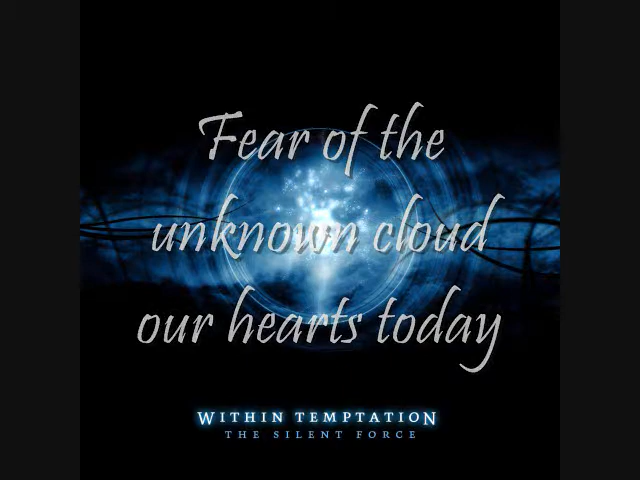 Fear of the
unknown cloud
our hearts today
WITHIN TEMPTATION
THE SILENT FORCE